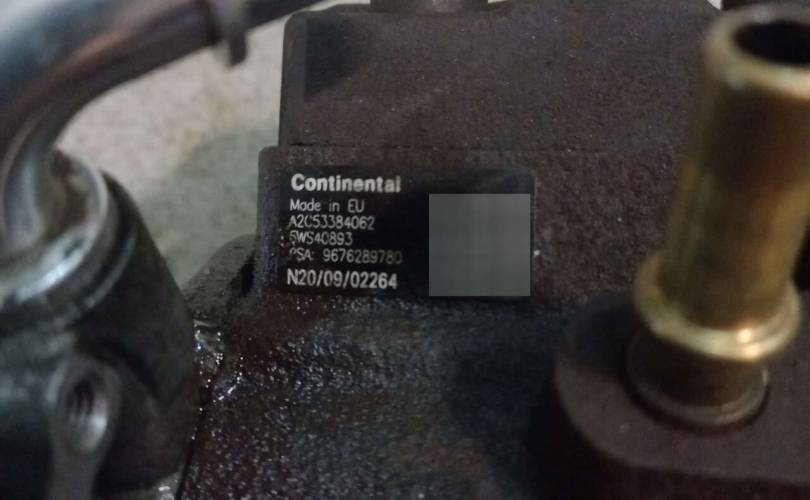 Continental
Made in EU
A2C53384062
5WS40893
PSA: 9676289780
N20/09/02264